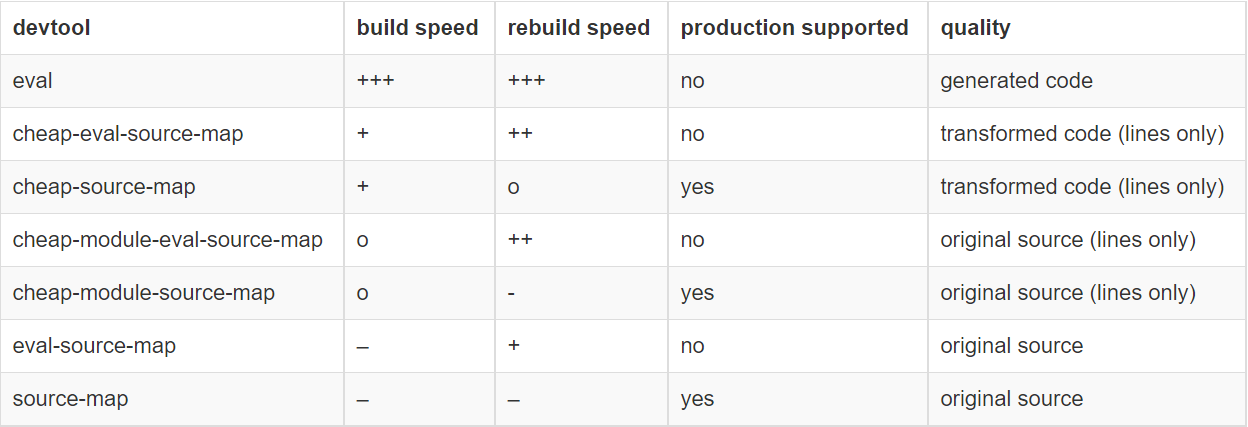 devtool build speed rebuild speed production supported quality
eval +++ +++ no generated code
cheap-eval-source-map + ++ no transformed code (lines only)
cheap-source-map + o yes transformed code (lines only)
cheap-module-eval-source-map o ++ no original source (lines only)
cheap-module-source-map o - yes original source (lines only)
eval-source-map – + no original source
source-map – – yes original source